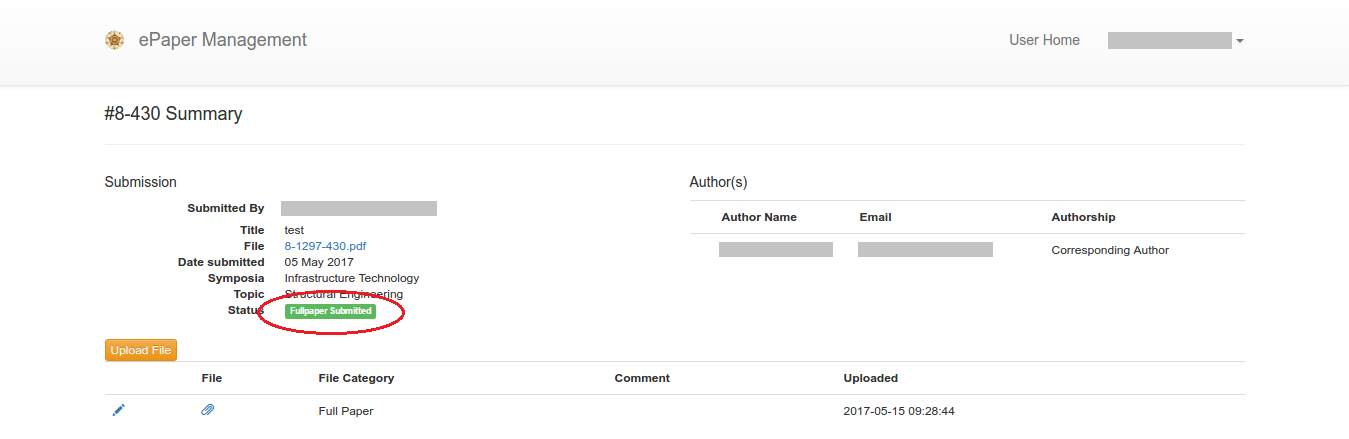 ePaper Management
User Home
#8-430 Summary
Submission
Submitted By
Title test
File 8-1297-430.pdf
Date submitted 05 May 2017
Symposia Infrastructure Technology
Topic Structural Engineering
Status Fullpaper Submitted
Author(s)
Author Name Email Authorship
Corresponding Author
Upload File
File File Category Comment Uploaded
Full Paper 2017-05-15 09:28:44